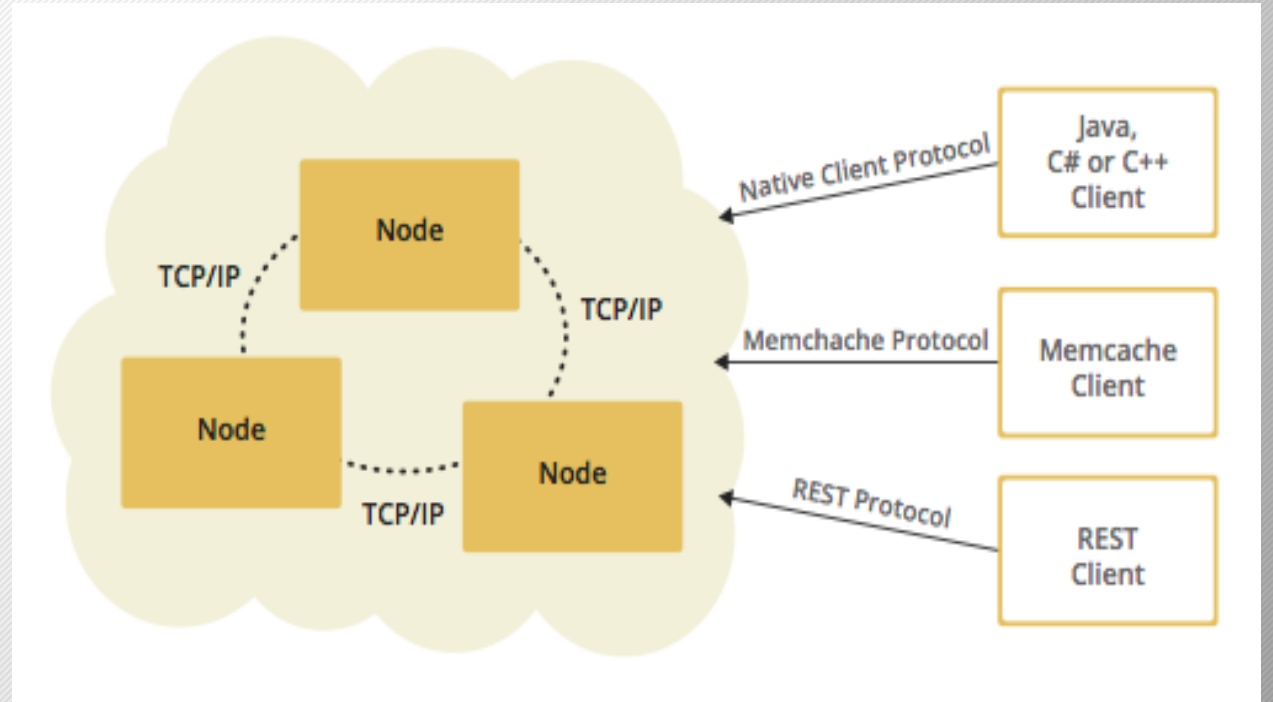 Node
TCP/IP
TCP/IP
Node
Node
TCP/IP
Native Client Protocol
Java,
C# or C++
Client
Memchache Protocol
Memcache
Client
REST Protocol
REST
Client